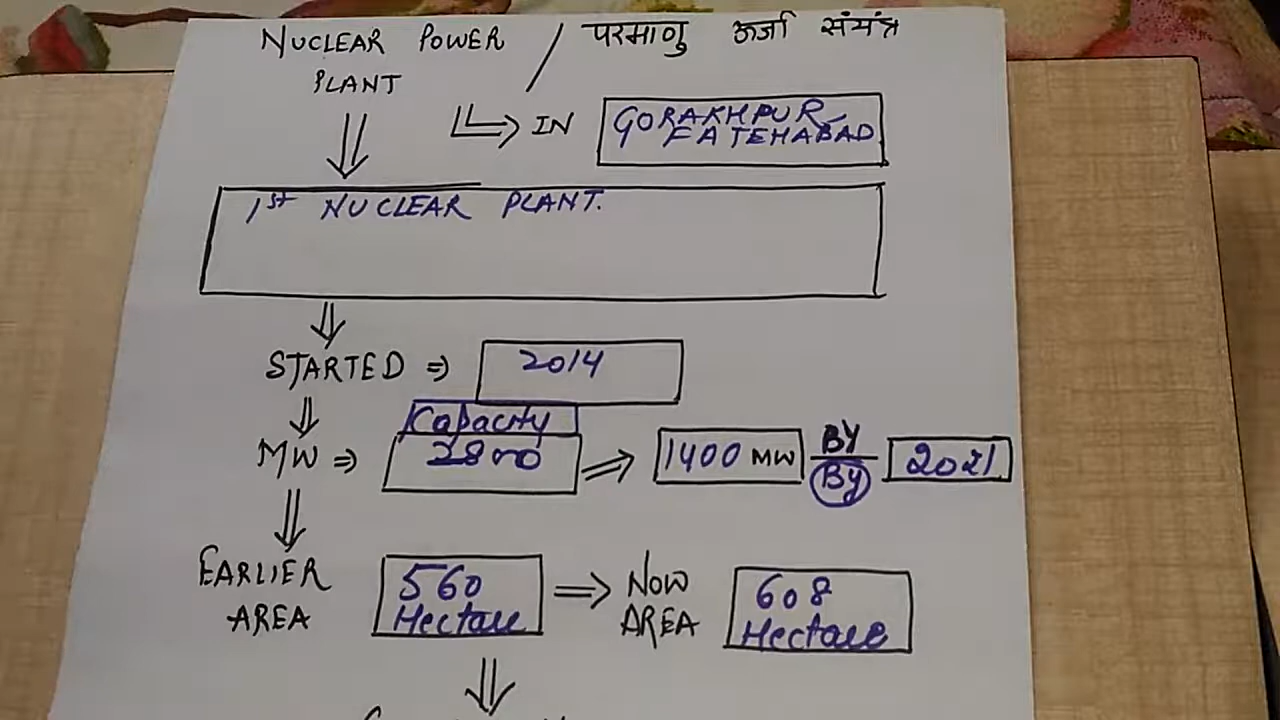 NUCLEAR POWER / परमाणु ऊर्जा संयंत्र
PLANT
IN GORAKHPUR-
FATEHABAD
1st NUCLEAR PLANT.
STARTED ⇒ 2014
Capacity
MW ⇒ 2800 ⇒ 1400 MW BY By 2021
EARLIER AREA 560 Hectare ⇒ NOW AREA 608 Hectare